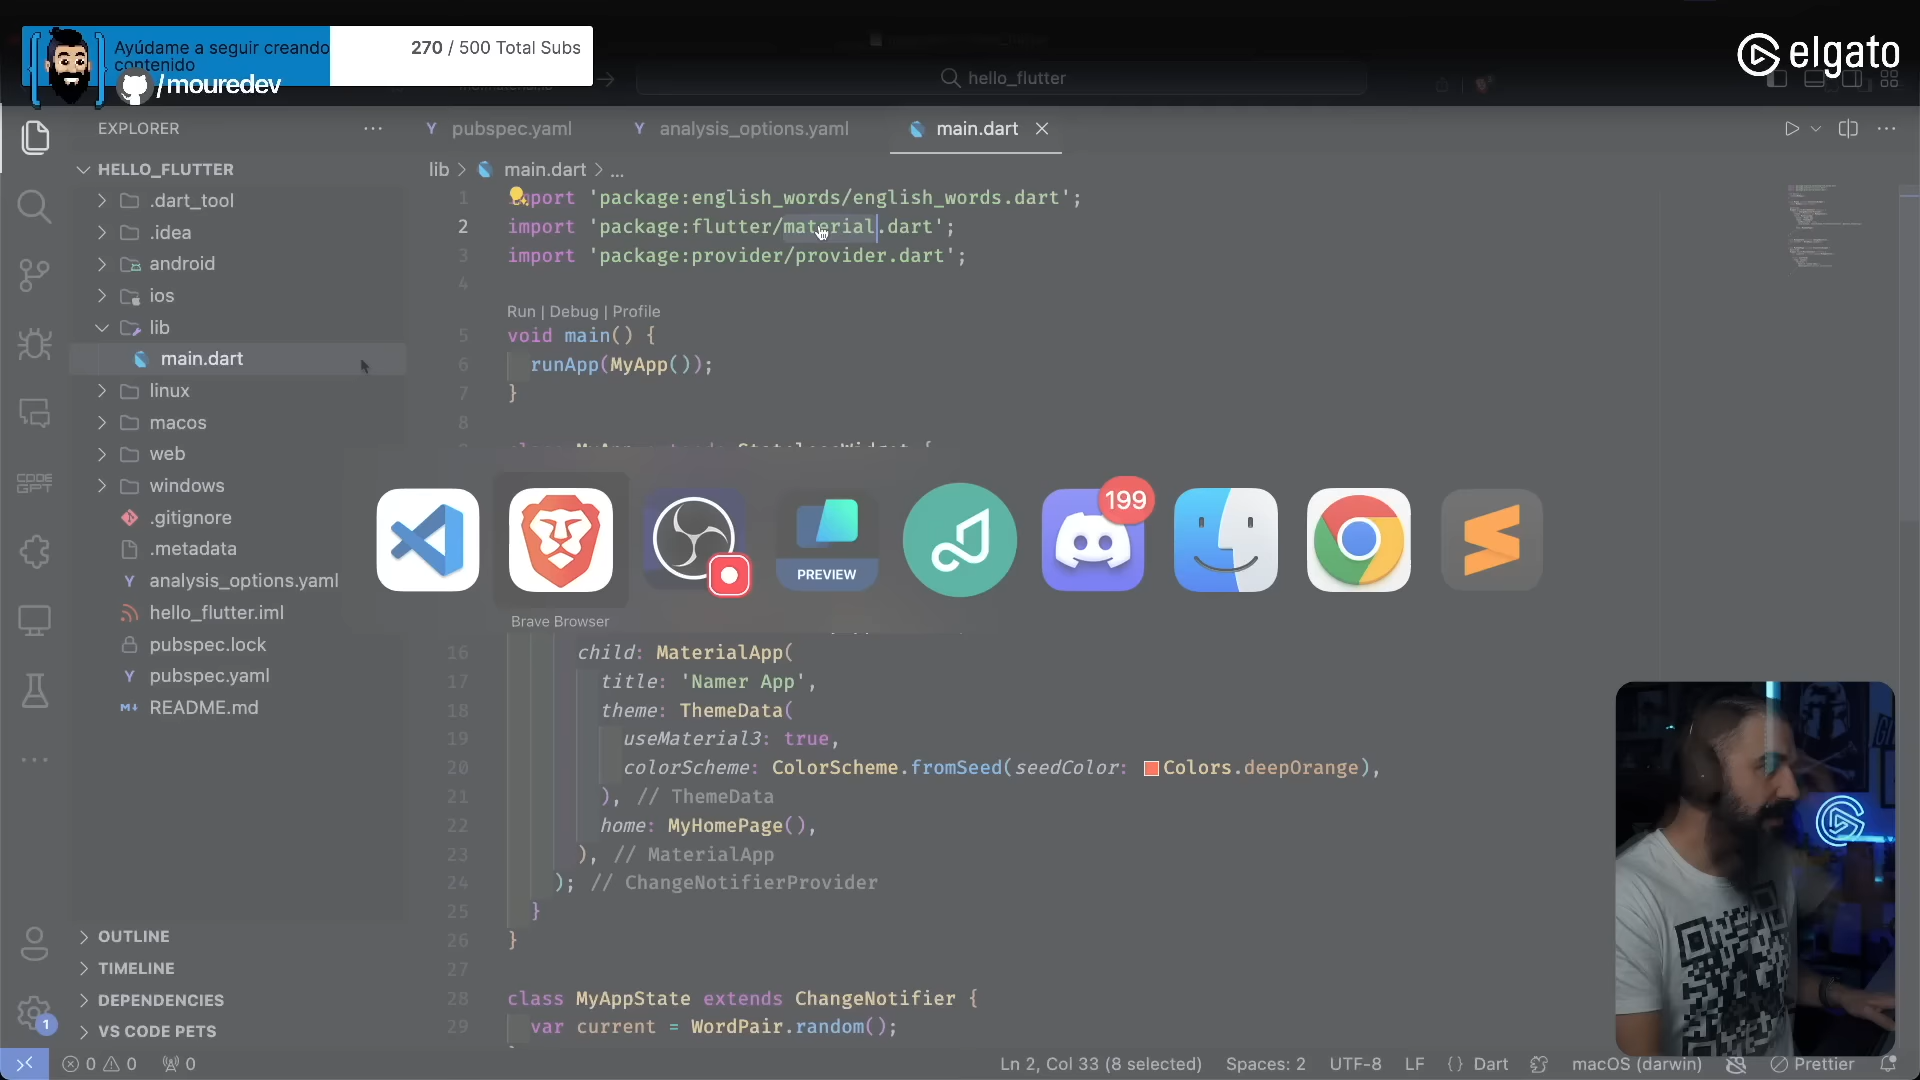 Ayúdame a seguir creando
contenido
270 / 500 Total Subs
/mouredev
elgato
hello_flutter
EXPLORER
pubspec.yaml
analysis_options.yaml
main.dart
HELLO_FLUTTER
.dart_tool
.idea
android
ios
lib
main.dart
linux
macos
web
windows
.gitignore
.metadata
analysis_options.yaml
hello_flutter.iml
pubspec.lock
pubspec.yaml
README.md
OUTLINE
TIMELINE
DEPENDENCIES
VS CODE PETS
CODE
GPT
1
lib > main.dart > ...
1 import 'package:english_words/english_words.dart';
2 import 'package:flutter/material.dart';
3 import 'package:provider/provider.dart';
4
Run | Debug | Profile
5 void main() {
6 runApp(MyApp());
7 }
8
PREVIEW
199
Brave Browser
16 child: MaterialApp(
17 title: 'Namer App',
18 theme: ThemeData(
19 useMaterial3: true,
20 colorScheme: ColorScheme.fromSeed(seedColor: Colors.deepOrange),
21 ), // ThemeData
22 home: MyHomePage(),
23 ), // MaterialApp
24 ); // ChangeNotifierProvider
25 }
26 }
27
28 class MyAppState extends ChangeNotifier {
29 var current = WordPair.random();
0 0 0
Ln 2, Col 33 (8 selected) Spaces: 2 UTF-8 LF {} Dart macOS (darwin) Prettier